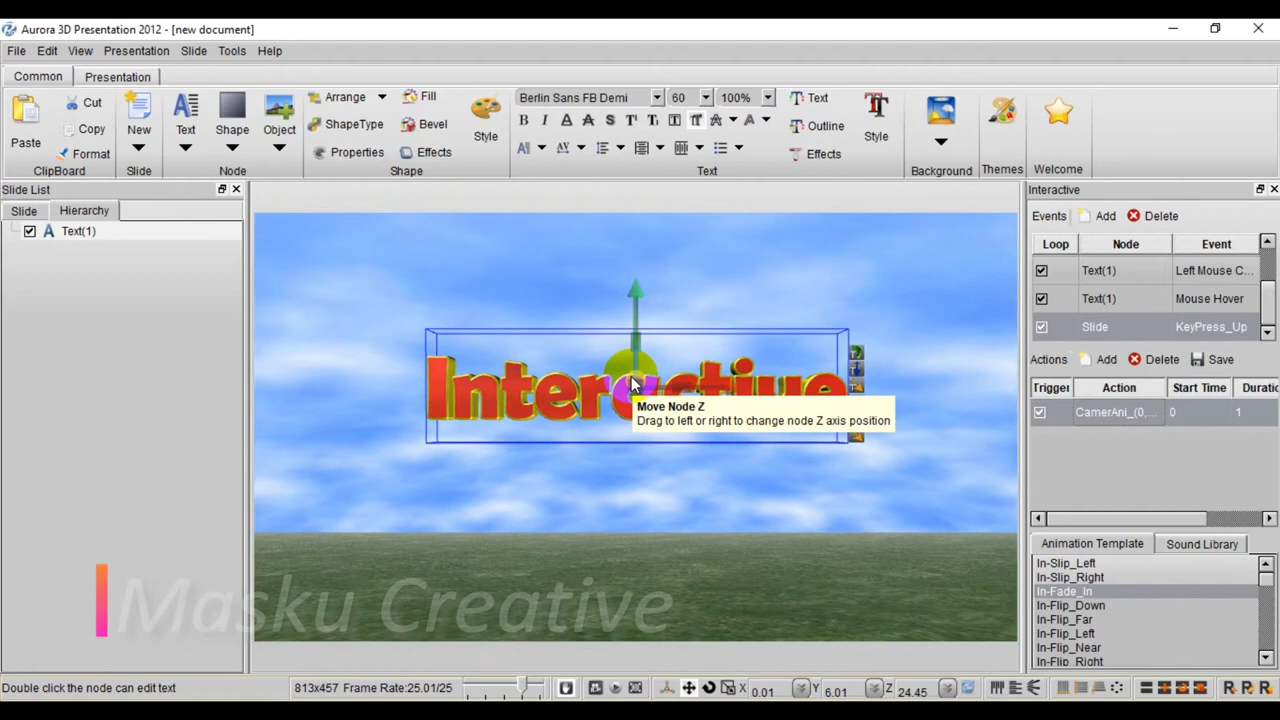 Aurora 3D Presentation 2012 - [new document]
File Edit View Presentation Slide Tools Help
Common Presentation
Paste Cut Copy Format
ClipBoard
New
Slide
Text Shape Object
Node
Arrange Fill
ShapeType Bevel
Properties Effects
Style
Shape
Berlin Sans FB Demi 60 100% Text
Outline
Effects
Style
Text
Background
Themes
Welcome
Slide List
Slide Hierarchy
Text(1)
Interactive
Move Node Z
Drag to left or right to change node Z axis position
Masku Creative
Interactive
Events Add Delete
Loop Node Event
Text(1) Left Mouse C...
Text(1) Mouse Hover
Slide KeyPress_Up
Actions Add Delete Save
Trigger Action Start Time Duratio
CamerAni_(0,... 0 1
Animation Template Sound Library
In-Slip_Left
In-Slip_Right
In-Fade_In
In-Flip_Down
In-Flip_Far
In-Flip_Left
In-Flip_Near
In-Flip_Right
Double click the node can edit text 813x457 Frame Rate:25.01/25 X 0.01 Y 6.01 Z 24.45